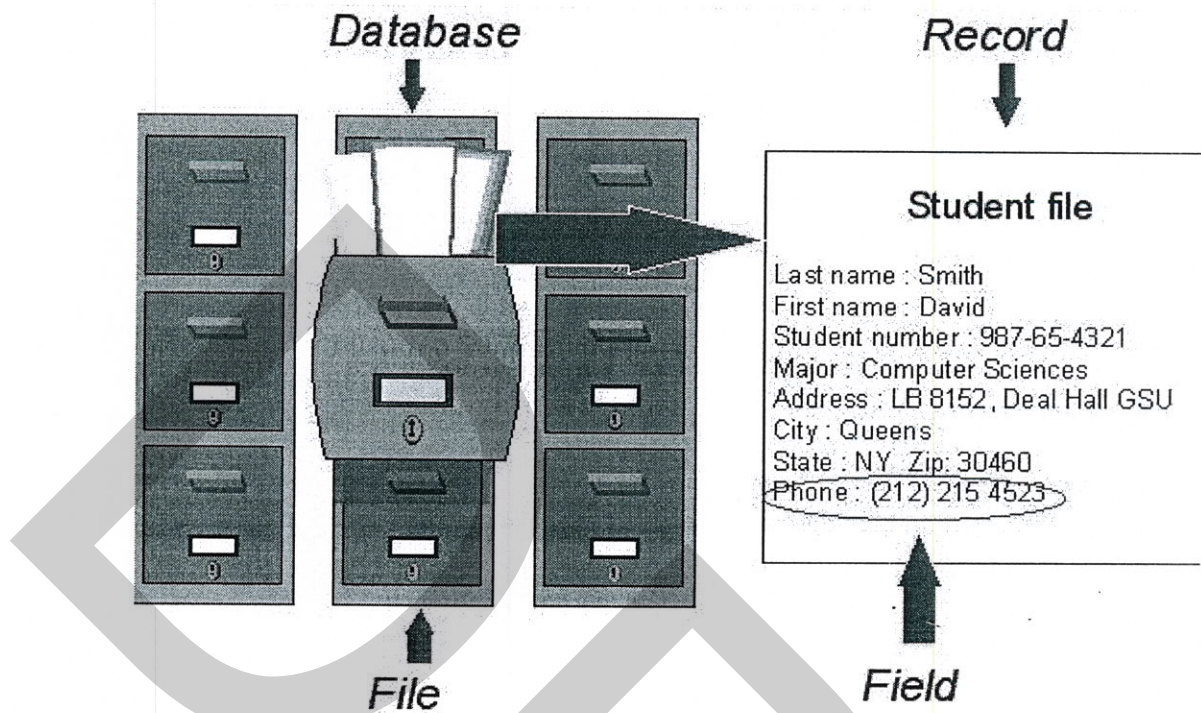 Database
Record
Student file
Last name : Smith
First name : David
Student number : 987-65-4321
Major : Computer Sciences
Address : LB 8152, Deal Hall GSU
City : Queens
State : NY Zip: 30460
Phone : (212) 215 4523
File
Field